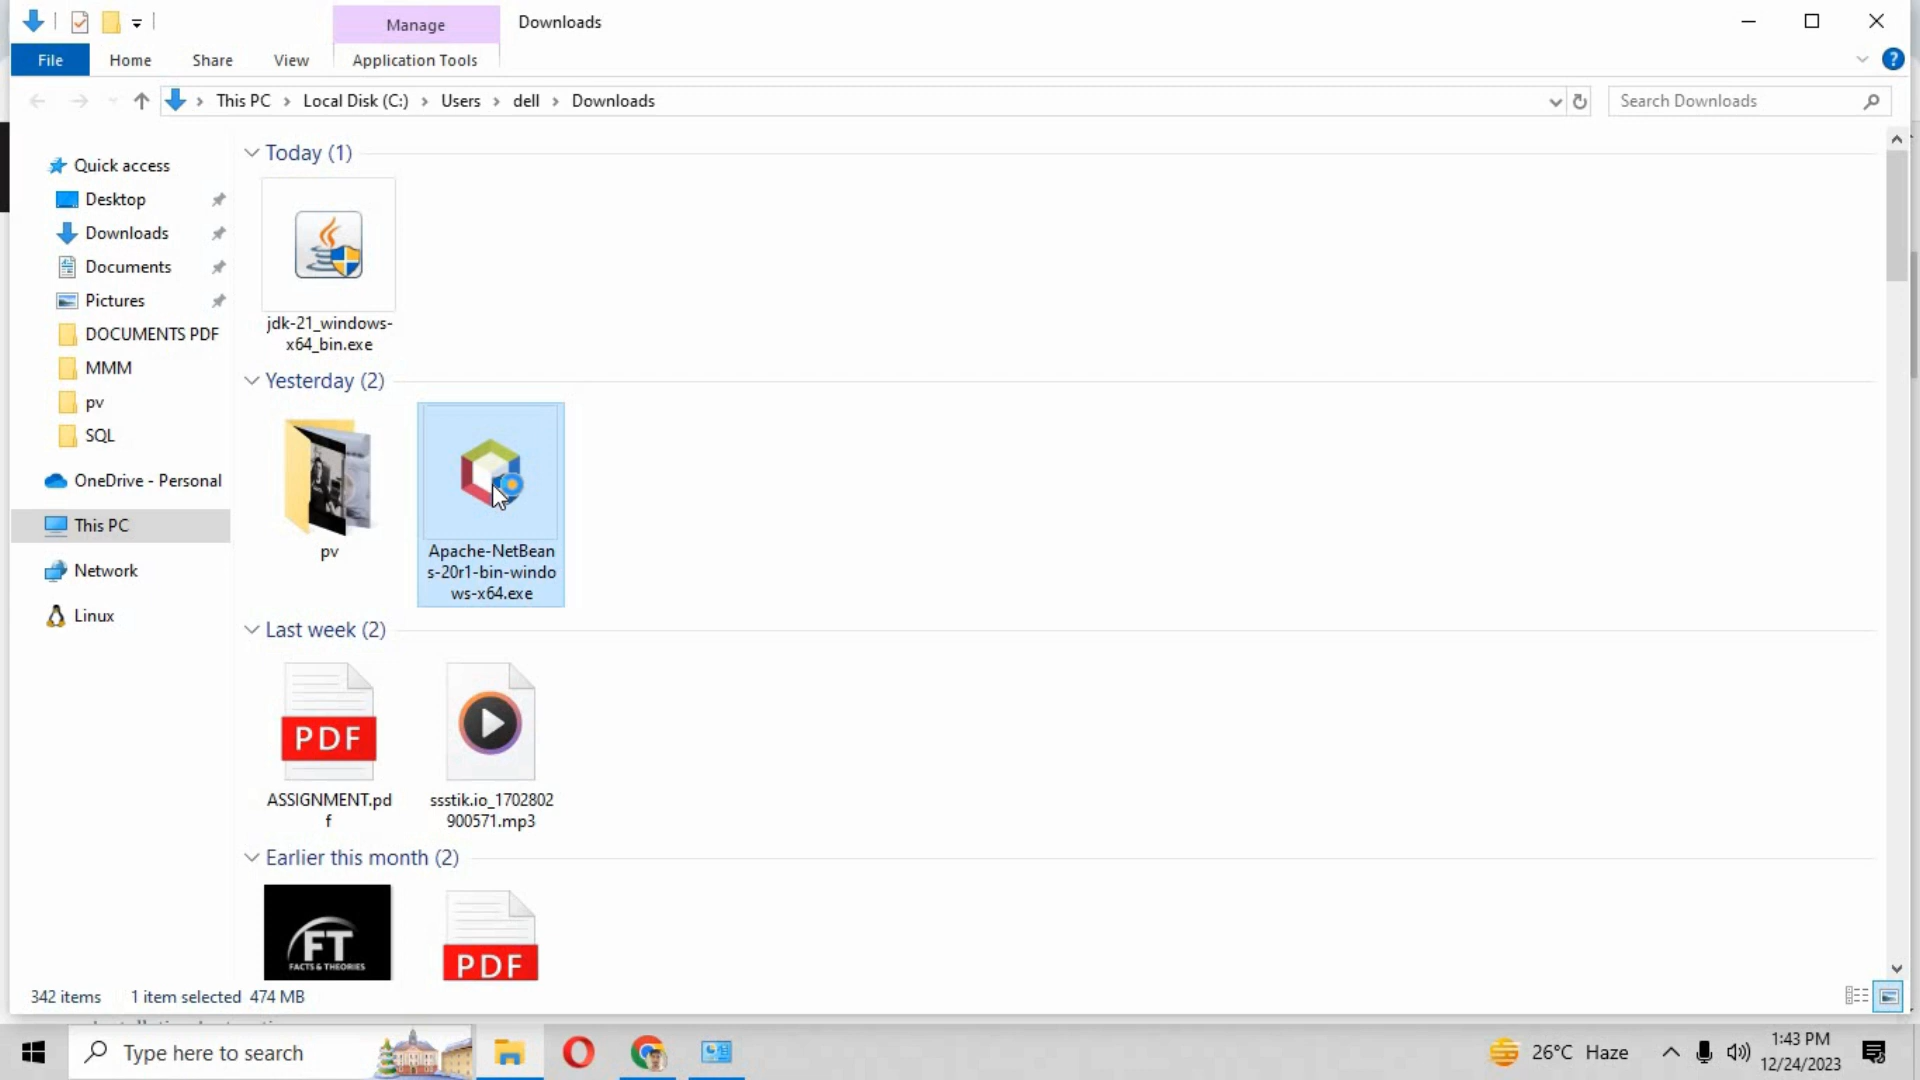 Manage
Downloads
File
Home
Share
View
Application Tools
This PC
Local Disk (C:)
Users
dell
Downloads
Search Downloads
Quick access
Desktop
Downloads
Documents
Pictures
DOCUMENTS PDF
MMM
pv
SQL
OneDrive - Personal
This PC
Network
Linux
Today (1)
jdk-21_windows-
x64_bin.exe
Yesterday (2)
pv
Apache-NetBean
s-20r1-bin-windo
ws-x64.exe
Last week (2)
PDF
ASSIGNMENT.pd
f
ssstik.io_1702802
900571.mp3
Earlier this month (2)
FT
FACTS & THEORIES
PDF
342 items
1 item selected 474 MB
Type here to search
26°C Haze
1:43 PM
12/24/2023